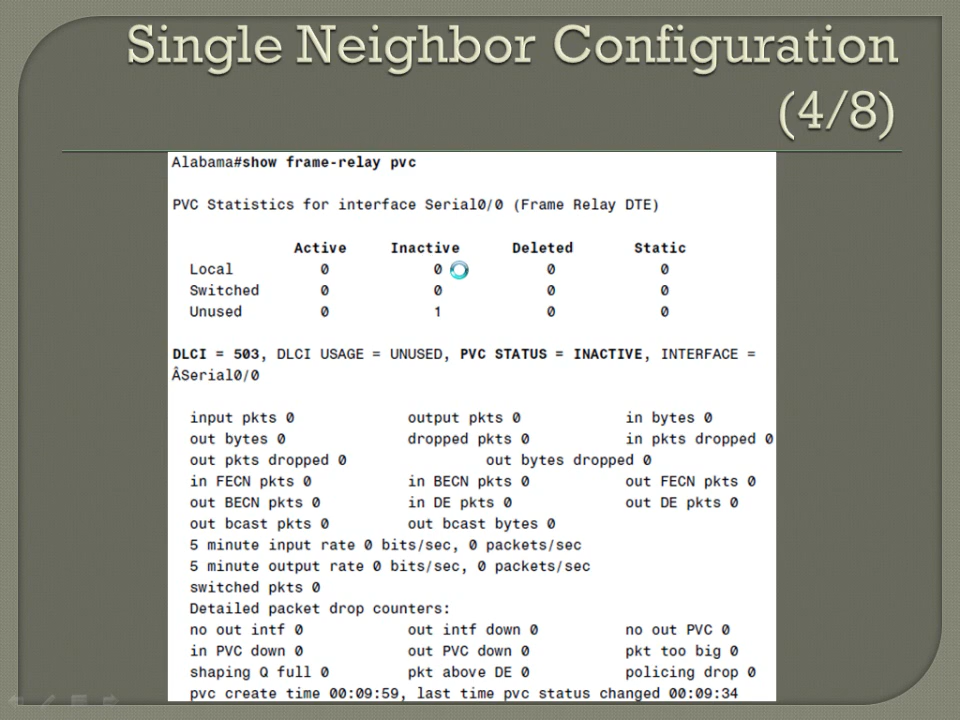 Single Neighbor Configuration
(4/8)
Alabama#show frame-relay pvc
PVC Statistics for interface Serial0/0 (Frame Relay DTE)
Active Inactive Deleted Static
Local 0 0 0 0
Switched 0 0 0 0
Unused 0 1 0 0
DLCI = 503, DLCI USAGE = UNUSED, PVC STATUS = INACTIVE, INTERFACE =
ÂSerial0/0
input pkts 0 output pkts 0 in bytes 0
out bytes 0 dropped pkts 0 in pkts dropped 0
out pkts dropped 0 out bytes dropped 0
in FECN pkts 0 in BECN pkts 0 out FECN pkts 0
out BECN pkts 0 in DE pkts 0 out DE pkts 0
out bcast pkts 0 out bcast bytes 0
5 minute input rate 0 bits/sec, 0 packets/sec
5 minute output rate 0 bits/sec, 0 packets/sec
switched pkts 0
Detailed packet drop counters:
no out intf 0 out intf down 0 no out PVC 0
in PVC down 0 out PVC down 0 pkt too big 0
shaping Q full 0 pkt above DE 0 policing drop 0
pvc create time 00:09:59, last time pvc status changed 00:09:34